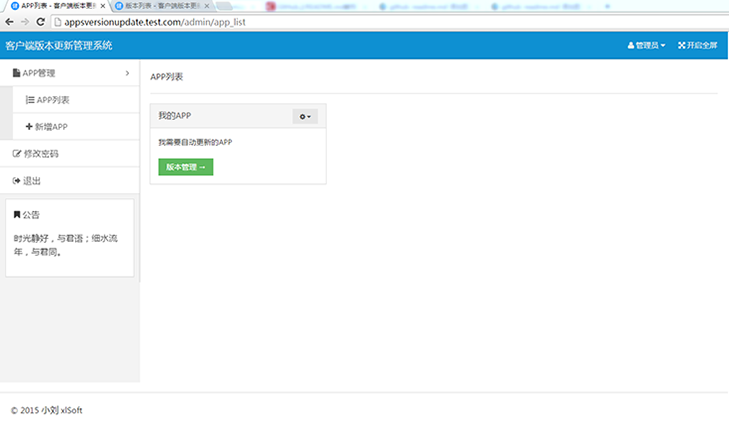 APP列表 - 客户端版本更
版本列表 - 客户端版本更
appsversionupdate.test.com/admin/app_list
客户端版本更新管理系统
管理员
开启全屏
APP管理
APP列表
新增APP
修改密码
退出
公告
时光静好，与君语；细水流
年，与君同。
APP列表
我的APP
我需要自动更新的APP
版本管理 →
© 2015 小刘 xlSoft